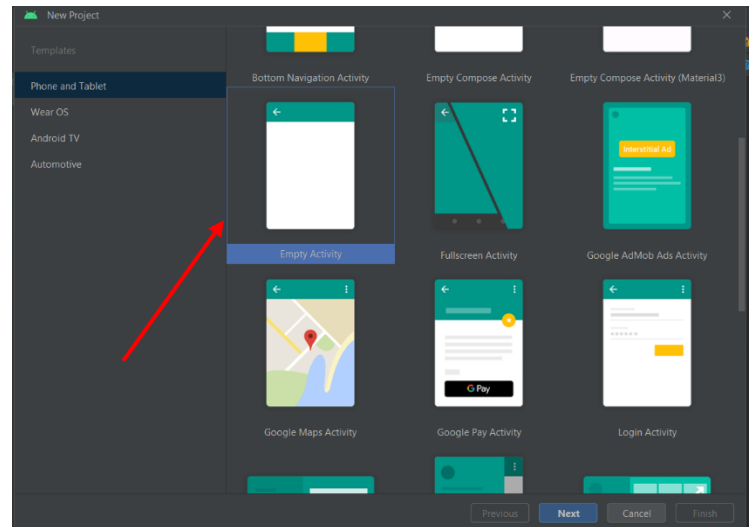 New Project
Templates
Phone and Tablet
Wear OS
Android TV
Automotive
Bottom Navigation Activity
Empty Compose Activity
Empty Compose Activity (Material3)
Interstitial Ad
Empty Activity
Fullscreen Activity
Google AdMob Ads Activity
G Pay
Google Maps Activity
Google Pay Activity
Login Activity
Previous
Next
Cancel
Finish